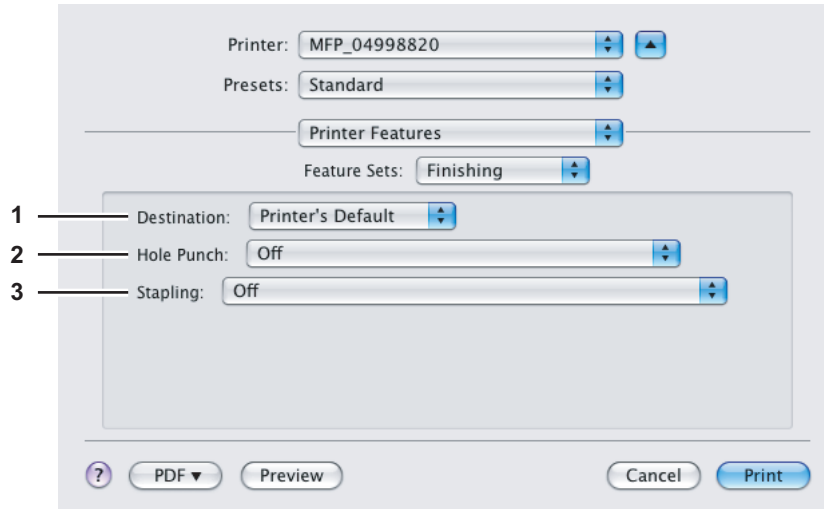 Printer: MFP_04998820
Presets: Standard
Printer Features
Feature Sets: Finishing
1 Destination: Printer's Default
2 Hole Punch: Off
3 Stapling: Off
? PDF ▼ Preview Cancel Print